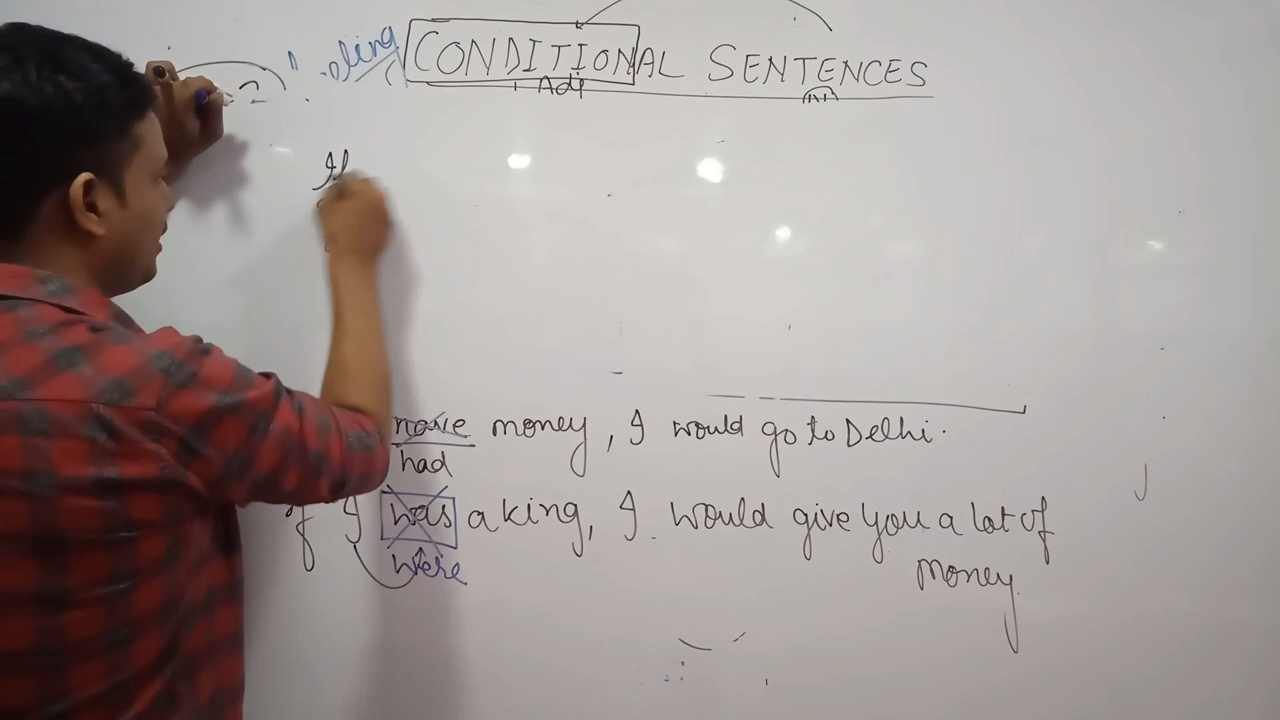 CONDITIONAL SENTENCES
Adj
N
If
have money, I would go to Delhi.
had
If I was a king, I would give you a lot of
were
money